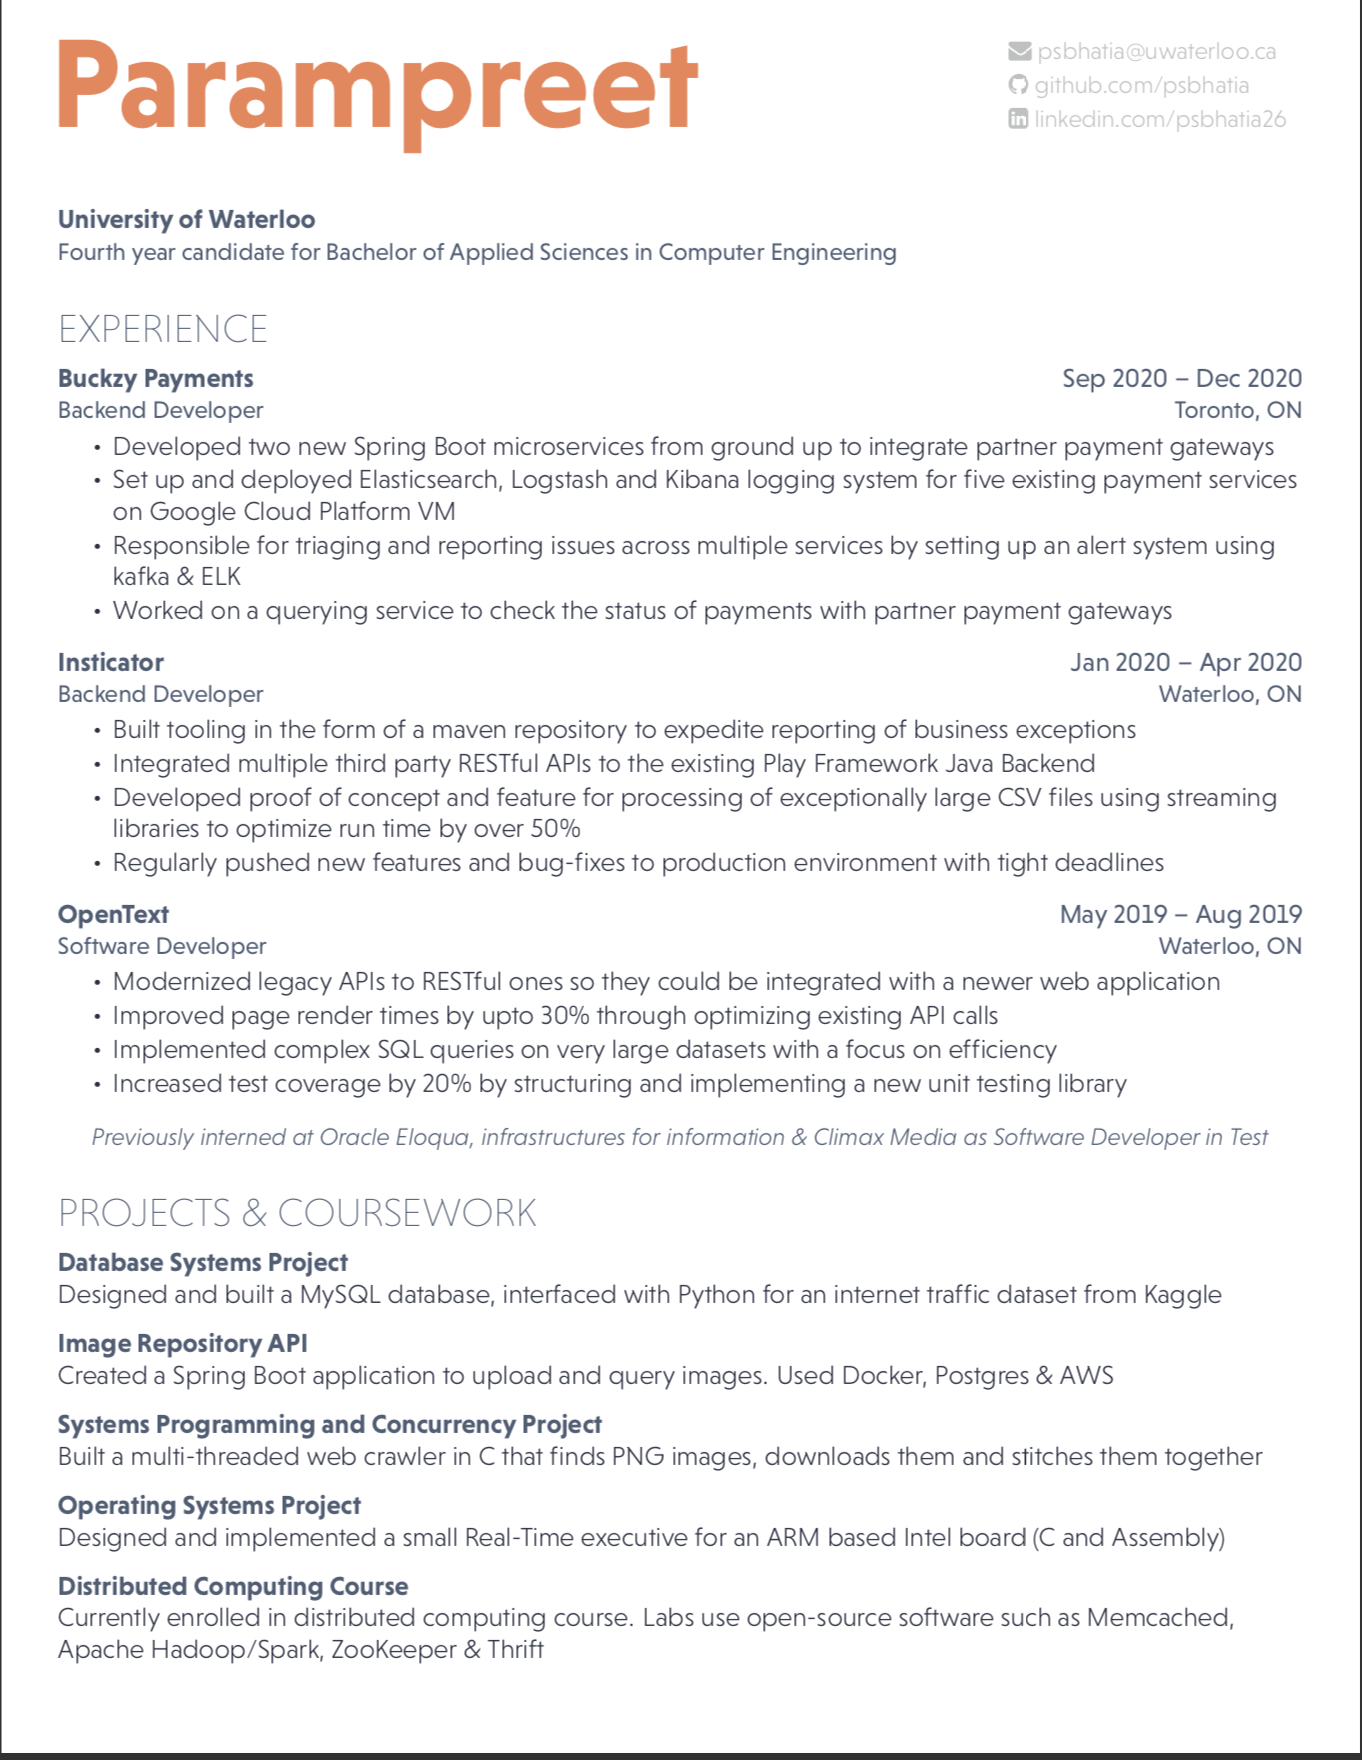 Parampreet
psbhatia@uwaterloo.ca
github.com/psbhatia
linkedin.com/psbhatia26
University of Waterloo
Fourth year candidate for Bachelor of Applied Sciences in Computer Engineering
EXPERIENCE
Buckzy Payments Sep 2020 – Dec 2020
Backend Developer Toronto, ON
• Developed two new Spring Boot microservices from ground up to integrate partner payment gateways
• Set up and deployed Elasticsearch, Logstash and Kibana logging system for five existing payment services
on Google Cloud Platform VM
• Responsible for triaging and reporting issues across multiple services by setting up an alert system using
kafka & ELK
• Worked on a querying service to check the status of payments with partner payment gateways
Insticator Jan 2020 – Apr 2020
Backend Developer Waterloo, ON
• Built tooling in the form of a maven repository to expedite reporting of business exceptions
• Integrated multiple third party RESTful APIs to the existing Play Framework Java Backend
• Developed proof of concept and feature for processing of exceptionally large CSV files using streaming
libraries to optimize run time by over 50%
• Regularly pushed new features and bug-fixes to production environment with tight deadlines
OpenText May 2019 – Aug 2019
Software Developer Waterloo, ON
• Modernized legacy APIs to RESTful ones so they could be integrated with a newer web application
• Improved page render times by upto 30% through optimizing existing API calls
• Implemented complex SQL queries on very large datasets with a focus on efficiency
• Increased test coverage by 20% by structuring and implementing a new unit testing library
Previously interned at Oracle Eloqua, infrastructures for information & Climax Media as Software Developer in Test
PROJECTS & COURSEWORK
Database Systems Project
Designed and built a MySQL database, interfaced with Python for an internet traffic dataset from Kaggle
Image Repository API
Created a Spring Boot application to upload and query images. Used Docker, Postgres & AWS
Systems Programming and Concurrency Project
Built a multi-threaded web crawler in C that finds PNG images, downloads them and stitches them together
Operating Systems Project
Designed and implemented a small Real-Time executive for an ARM based Intel board (C and Assembly)
Distributed Computing Course
Currently enrolled in distributed computing course. Labs use open-source software such as Memcached,
Apache Hadoop/Spark, ZooKeeper & Thrift